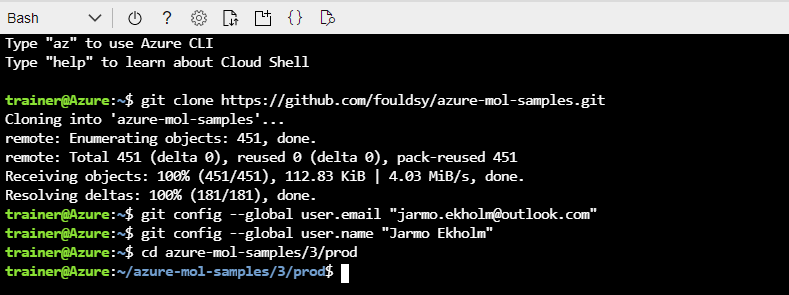 Bash
Type "az" to use Azure CLI
Type "help" to learn about Cloud Shell
trainer@Azure:~$ git clone https://github.com/fouldsy/azure-mol-samples.git
Cloning into 'azure-mol-samples'...
remote: Enumerating objects: 451, done.
remote: Total 451 (delta 0), reused 0 (delta 0), pack-reused 451
Receiving objects: 100% (451/451), 112.83 KiB | 4.03 MiB/s, done.
Resolving deltas: 100% (181/181), done.
trainer@Azure:~$ git config --global user.email "jarmo.ekholm@outlook.com"
trainer@Azure:~$ git config --global user.name "Jarmo Ekholm"
trainer@Azure:~$ cd azure-mol-samples/3/prod
trainer@Azure:~/azure-mol-samples/3/prod$